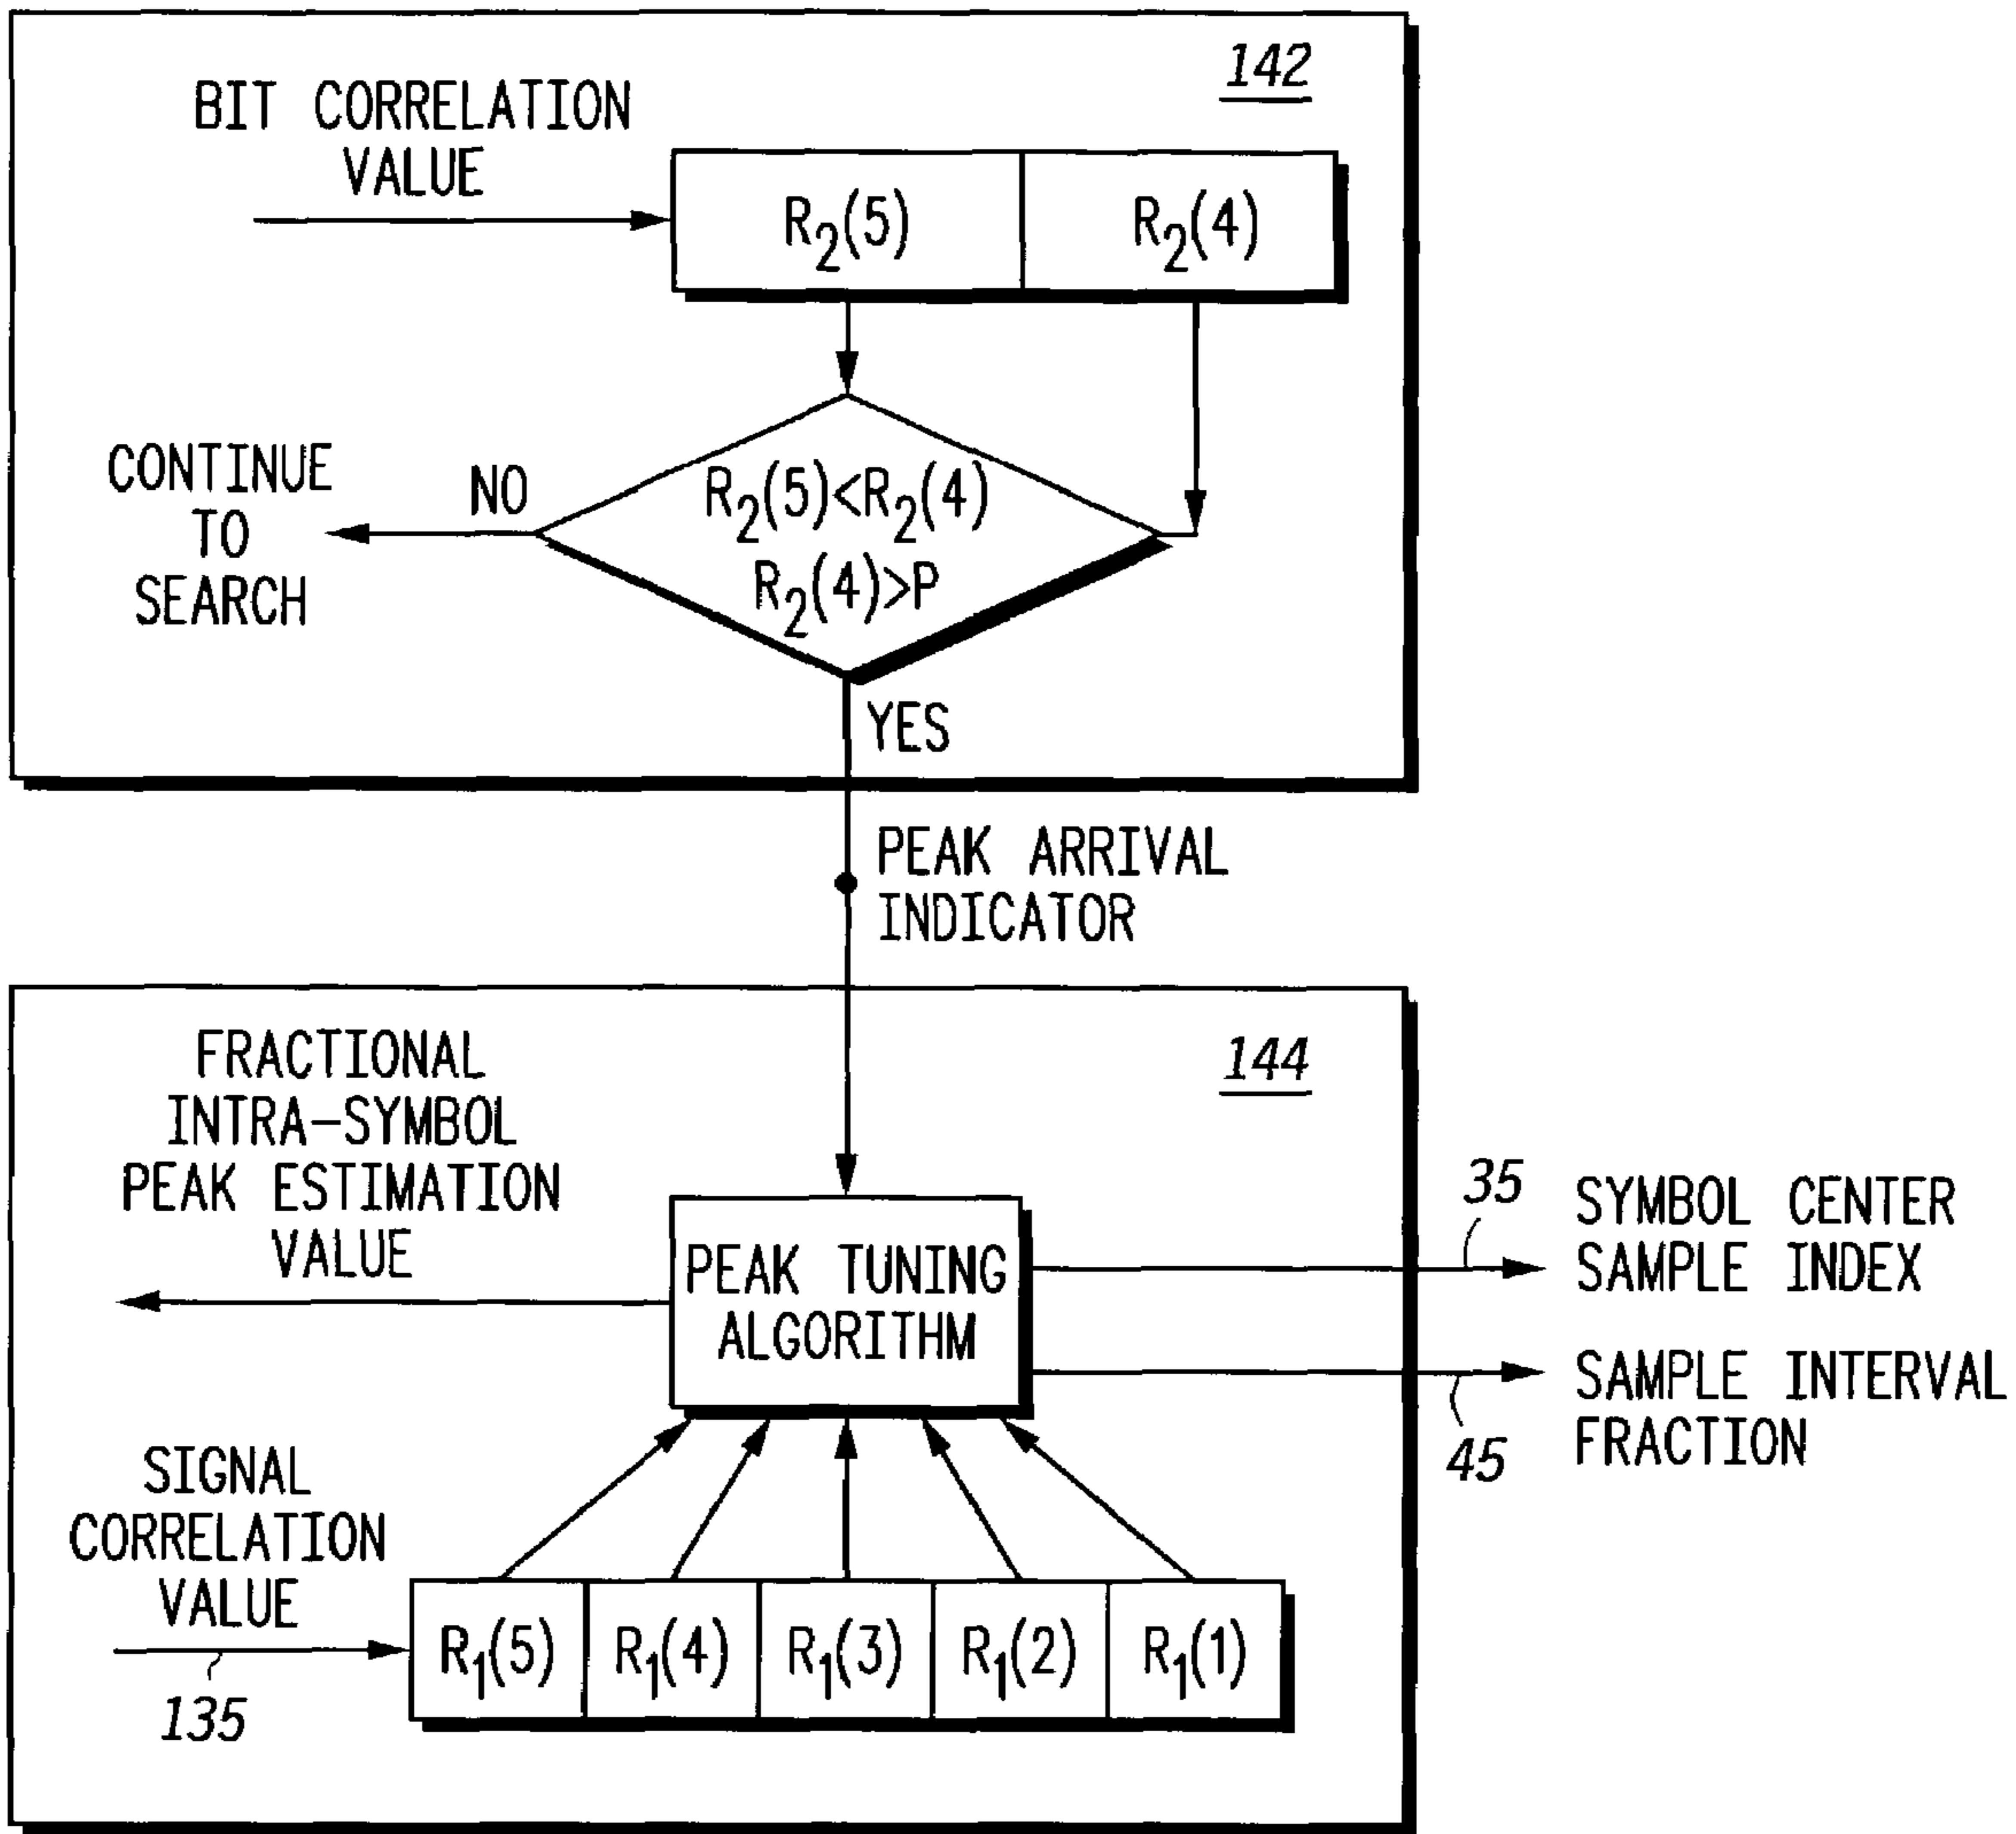 142
BIT CORRELATION
VALUE
R2(5)
R2(4)
CONTINUE
TO
SEARCH
NO
R2(5)<R2(4)
R2(4)>P
YES
PEAK ARRIVAL
INDICATOR
144
FRACTIONAL
INTRA-SYMBOL
PEAK ESTIMATION
VALUE
PEAK TUNING
ALGORITHM
35
SYMBOL CENTER
SAMPLE INDEX
45
SAMPLE INTERVAL
FRACTION
SIGNAL
CORRELATION
VALUE
135
R1(5)
R1(4)
R1(3)
R1(2)
R1(1)